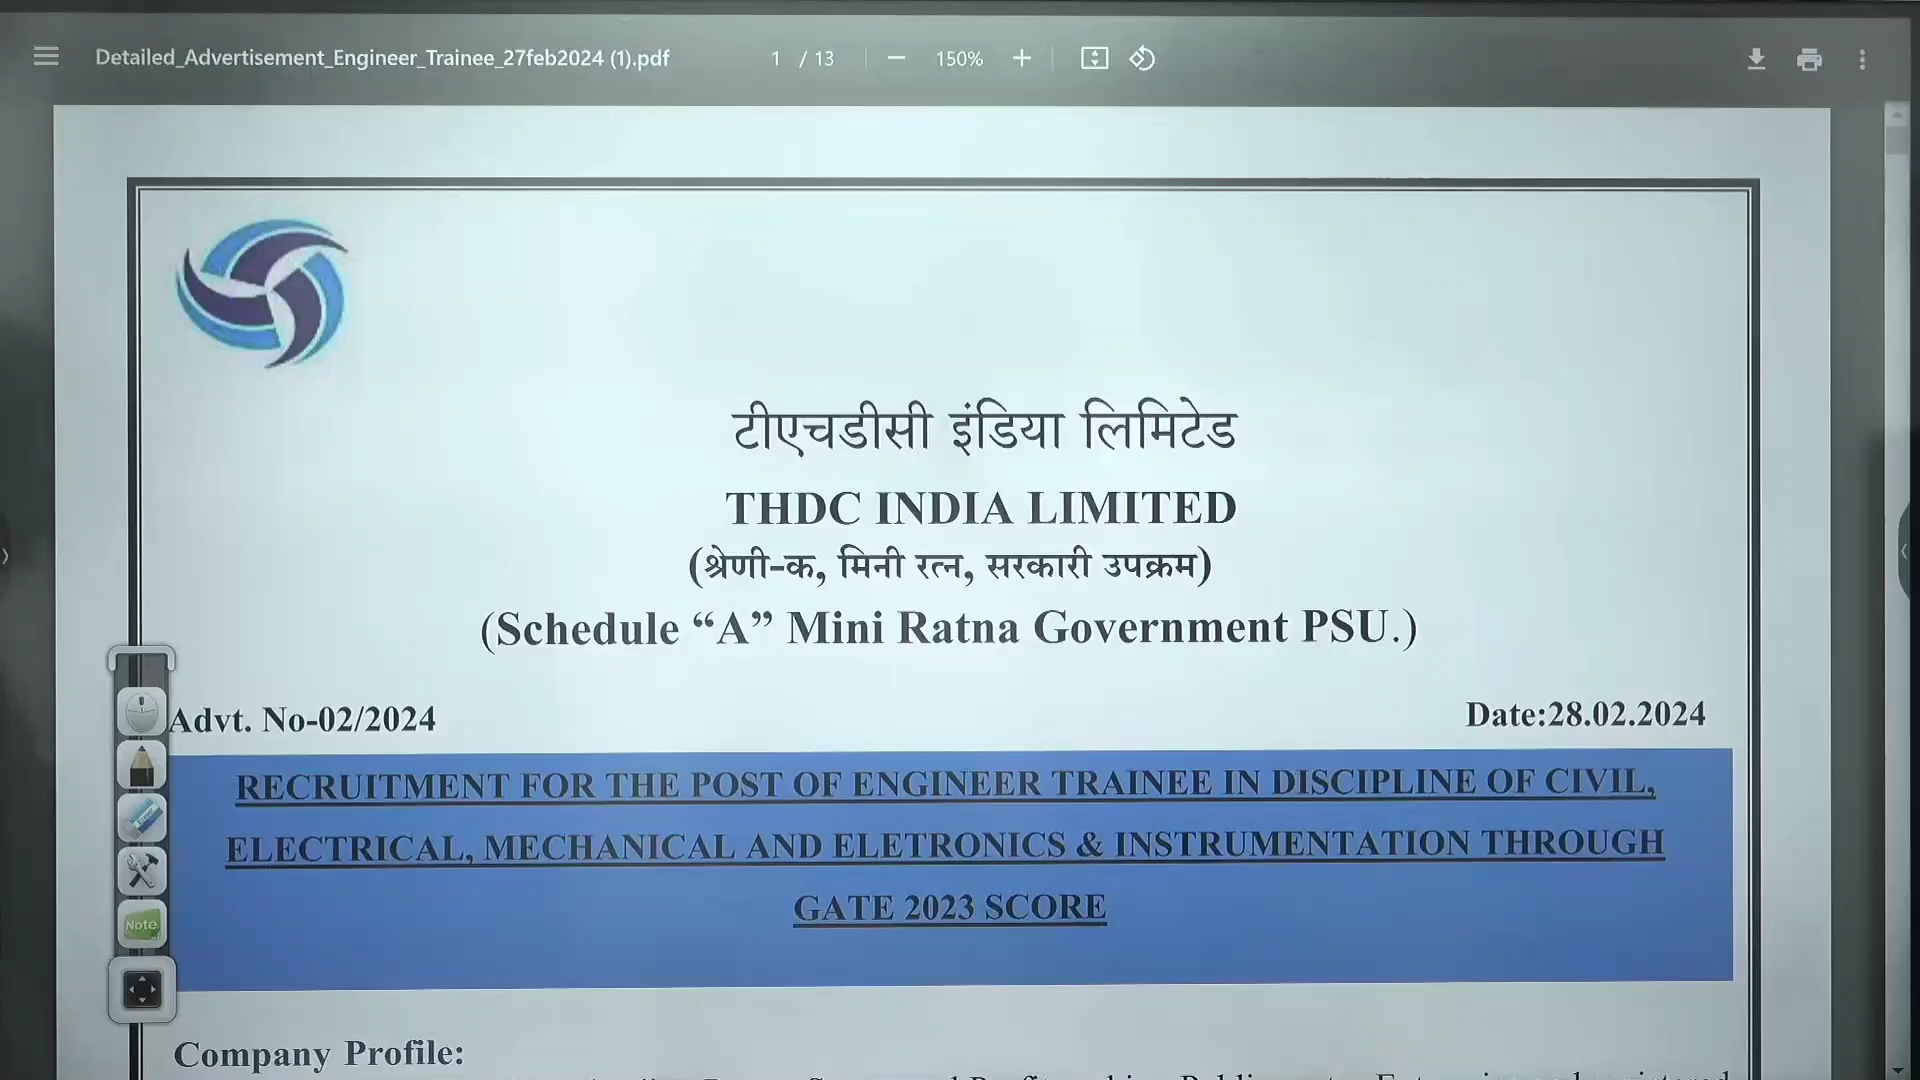 Detailed_Advertisement_Engineer_Trainee_27feb2024 (1).pdf 1 / 13 150%
टीएचडीसी इंडिया लिमिटेड
THDC INDIA LIMITED
(श्रेणी-क, मिनी रत्न, सरकारी उपक्रम)
(Schedule “A” Mini Ratna Government PSU.)
Advt. No-02/2024 Date:28.02.2024
RECRUITMENT FOR THE POST OF ENGINEER TRAINEE IN DISCIPLINE OF CIVIL,
ELECTRICAL, MECHANICAL AND ELETRONICS & INSTRUMENTATION THROUGH
GATE 2023 SCORE
Note
Company Profile: